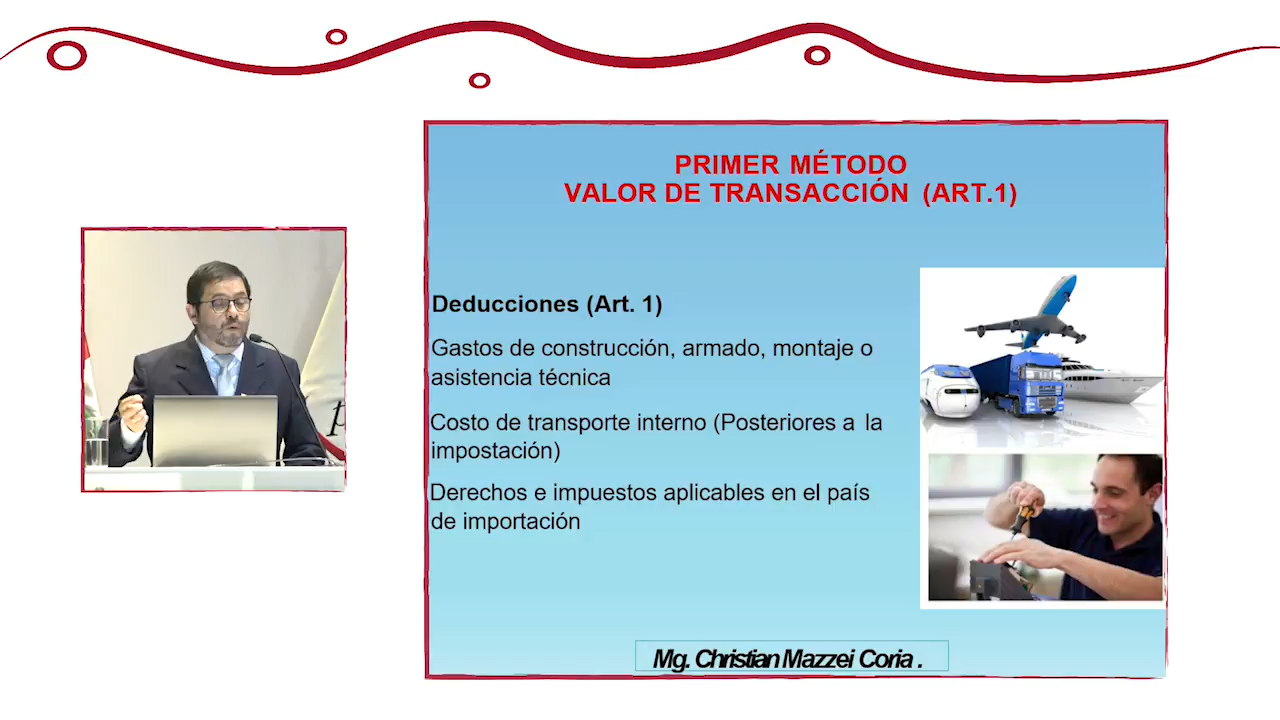 PRIMER MÉTODO
VALOR DE TRANSACCIÓN (ART.1)
Deducciones (Art. 1)
Gastos de construcción, armado, montaje o
asistencia técnica
Costo de transporte interno (Posteriores a la
impostación)
Derechos e impuestos aplicables en el país
de importación
Mg. Christian Mazzei Coria .